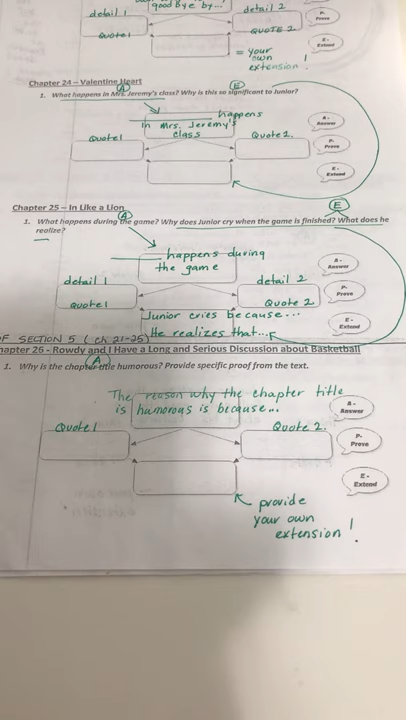 good bye by..."
detail 1
detail 2
P-
Prove
quote 1
QUOTE 2
E-
Extend
= your
own
extension!
Chapter 24 – Valentine Heart
A
E
1. What happens in Mrs. Jeremy's class? Why is this so significant to Junior?
happens
in Mrs. Jeremy's
class
A-
Answer
Quote 1
Quote 2.
P-
Prove
E-
Extend
Chapter 25 – In Like a Lion
A
E
1. What happens during the game? Why does Junior cry when the game is finished? What does he
realize?
happens during
the game
A-
Answer
detail 1
detail 2
quote 1
Quote 2
P-
Prove
Junior cries because...
He realizes that...
E-
Extend
OF SECTION 5 (ch 21-25)
hapter 26 - Rowdy and I Have a Long and Serious Discussion about Basketball
A
1. Why is the chapter title humorous? Provide specific proof from the text.
The reason why the chapter title
is humorous is because...
A-
Answer
Quote 1
Quote 2.
P-
Prove
E-
Extend
provide
your own
extension!